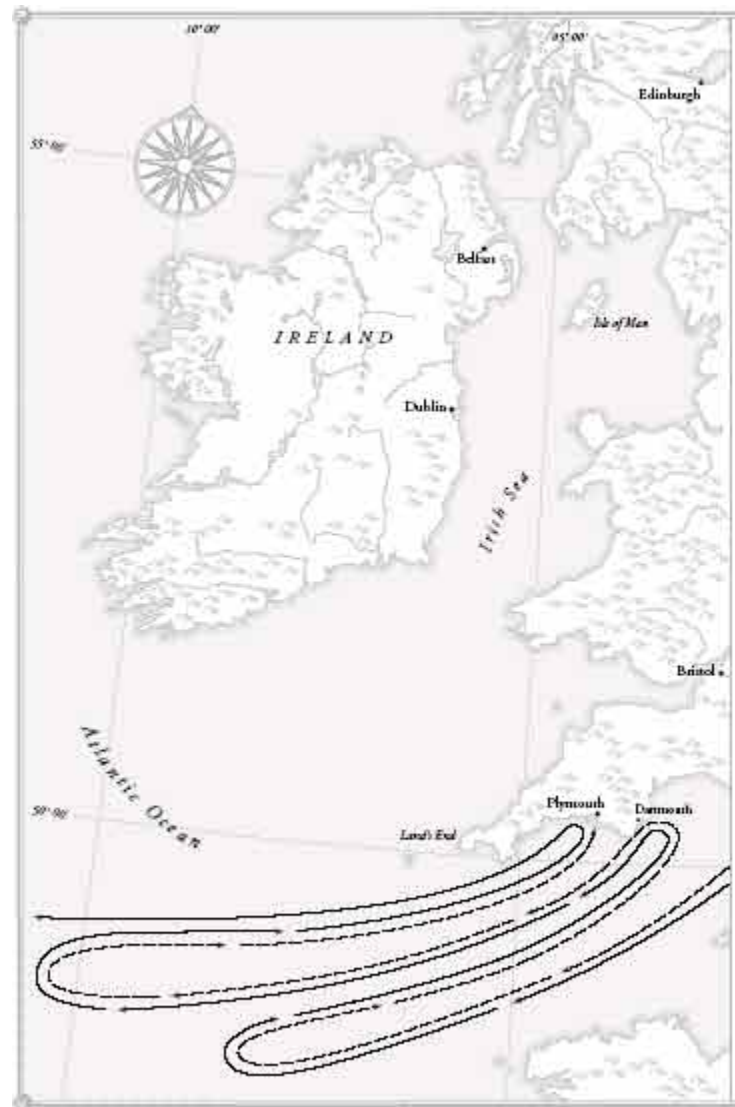 10° 00'
05° 00'
Edinburgh
55° 00'
Belfast
Isle of Man
IRELAND
Dublin
Irish Sea
Bristol
Atlantic Ocean
Plymouth
Dartmouth
50° 00'
Land's End